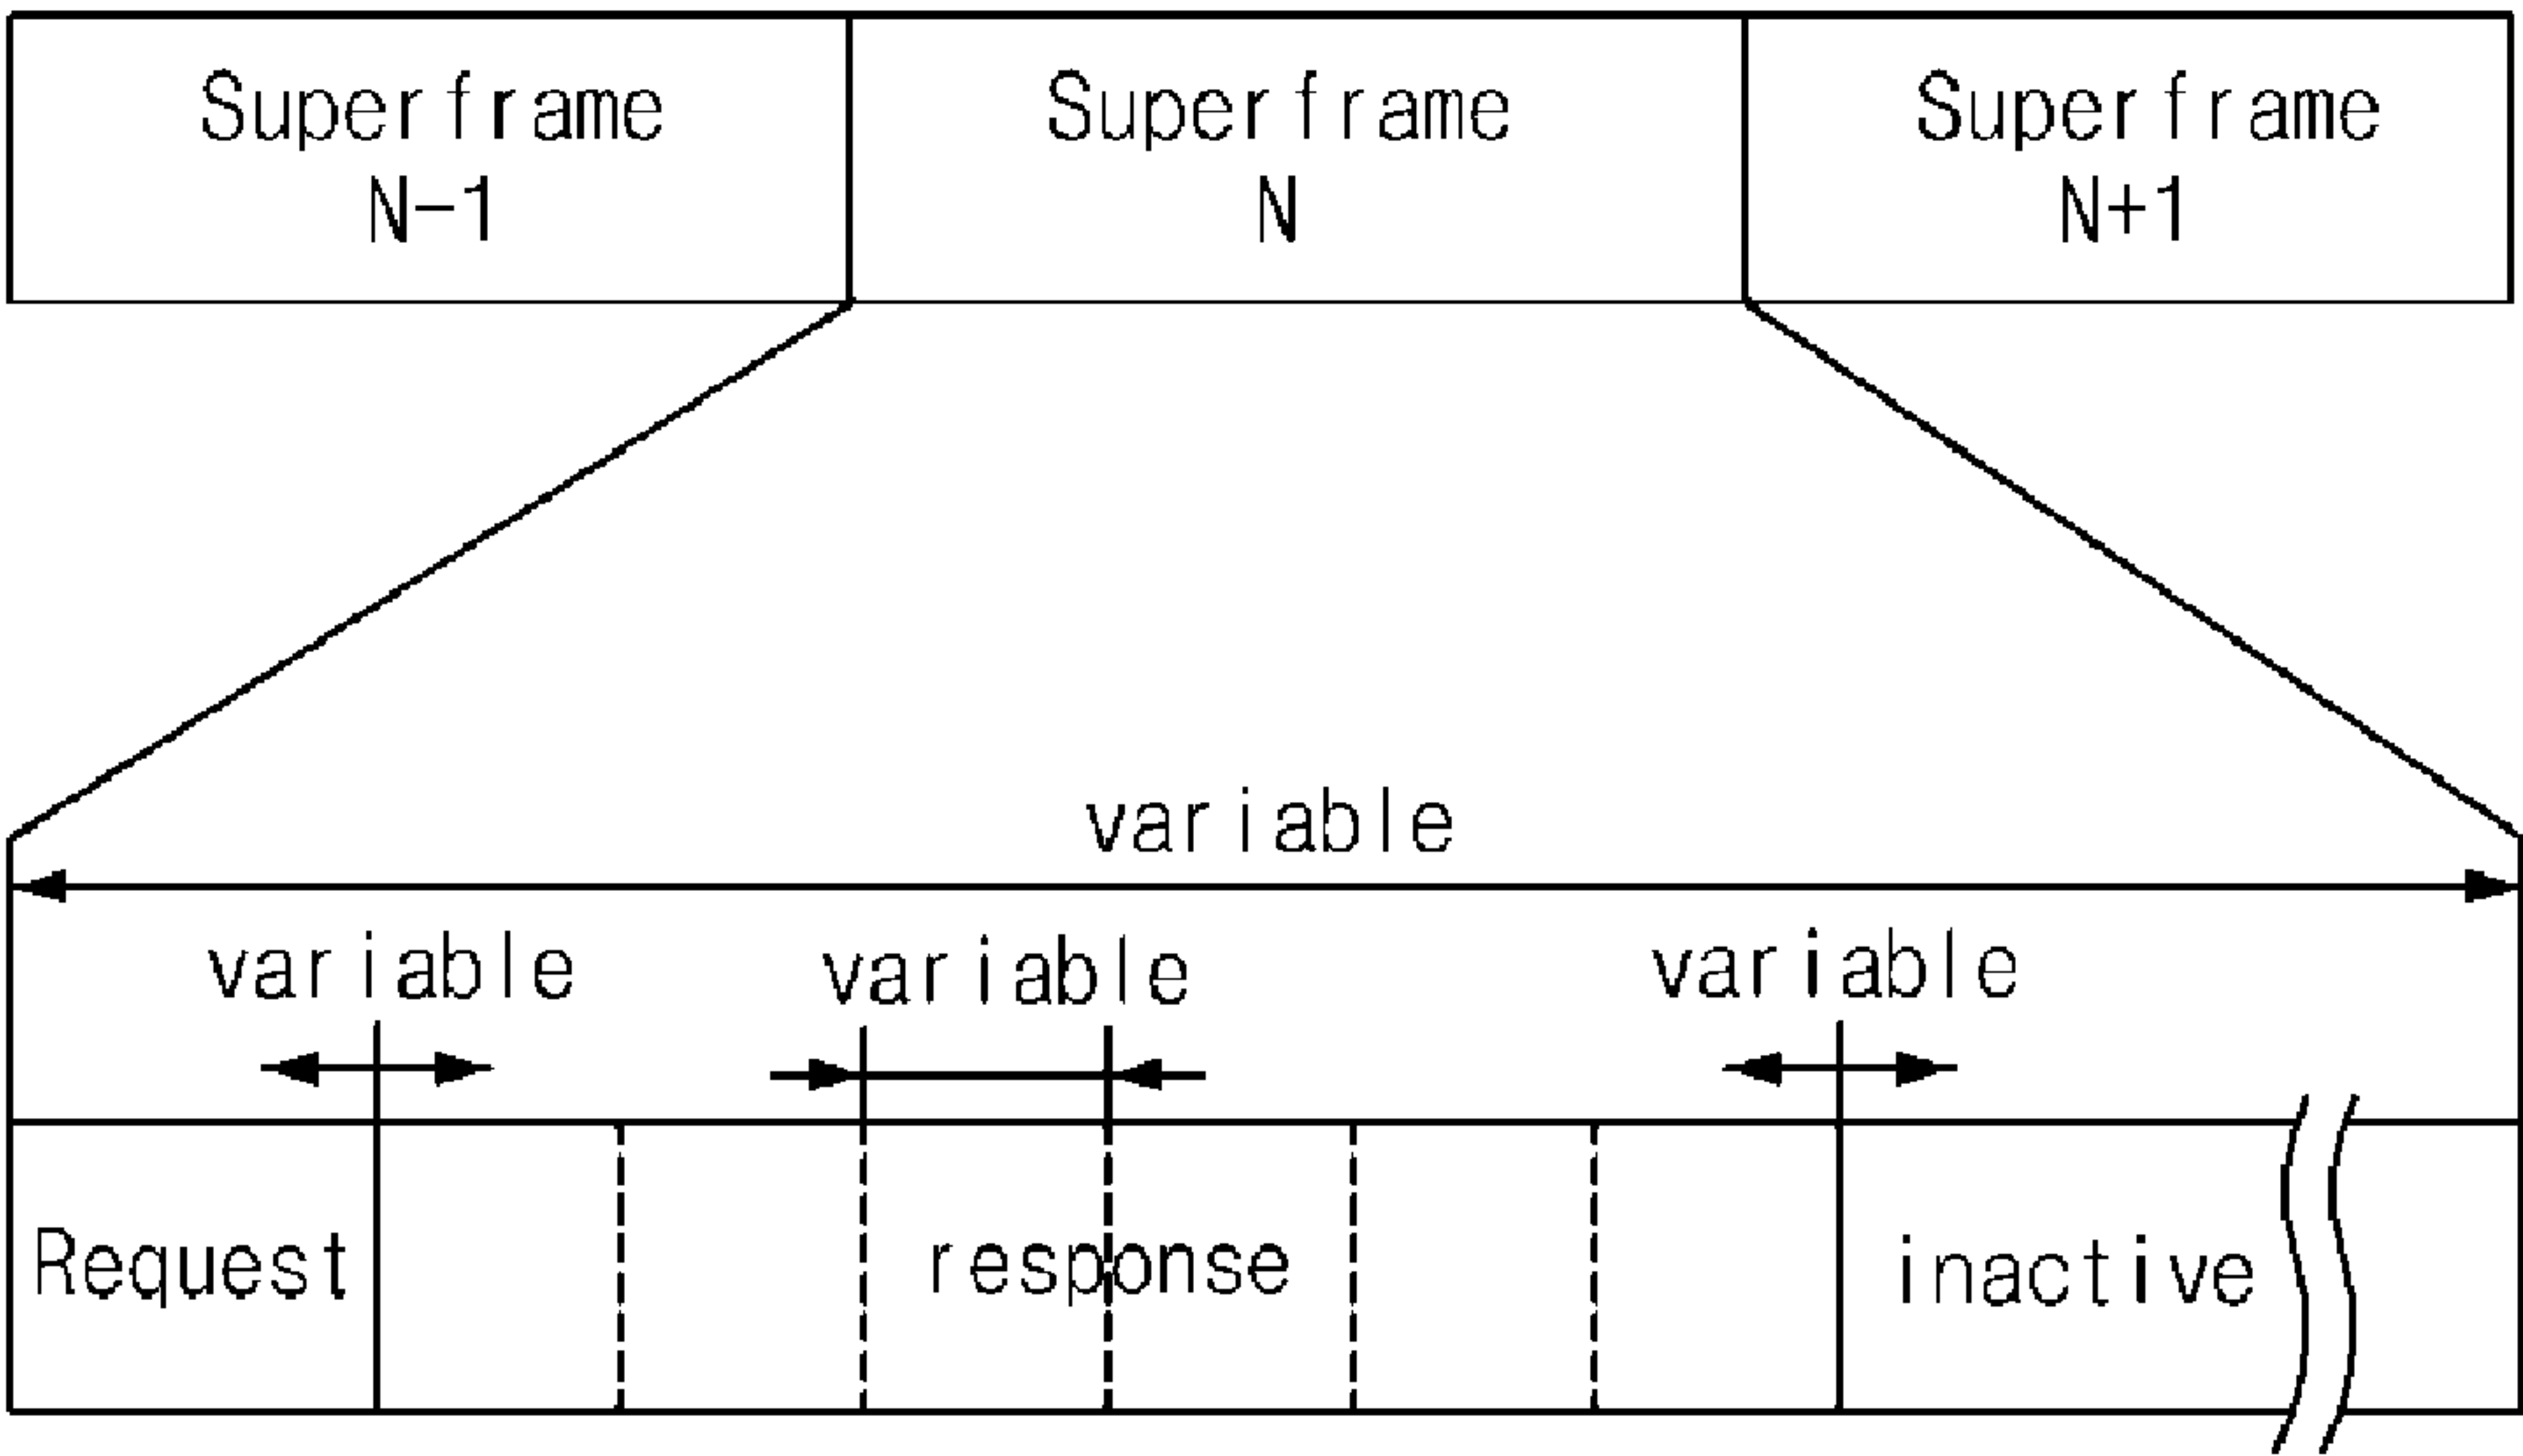 Superframe
N-1
Superframe
N
Superframe
N+1
variable
variable
variable
variable
Request
response
inactive